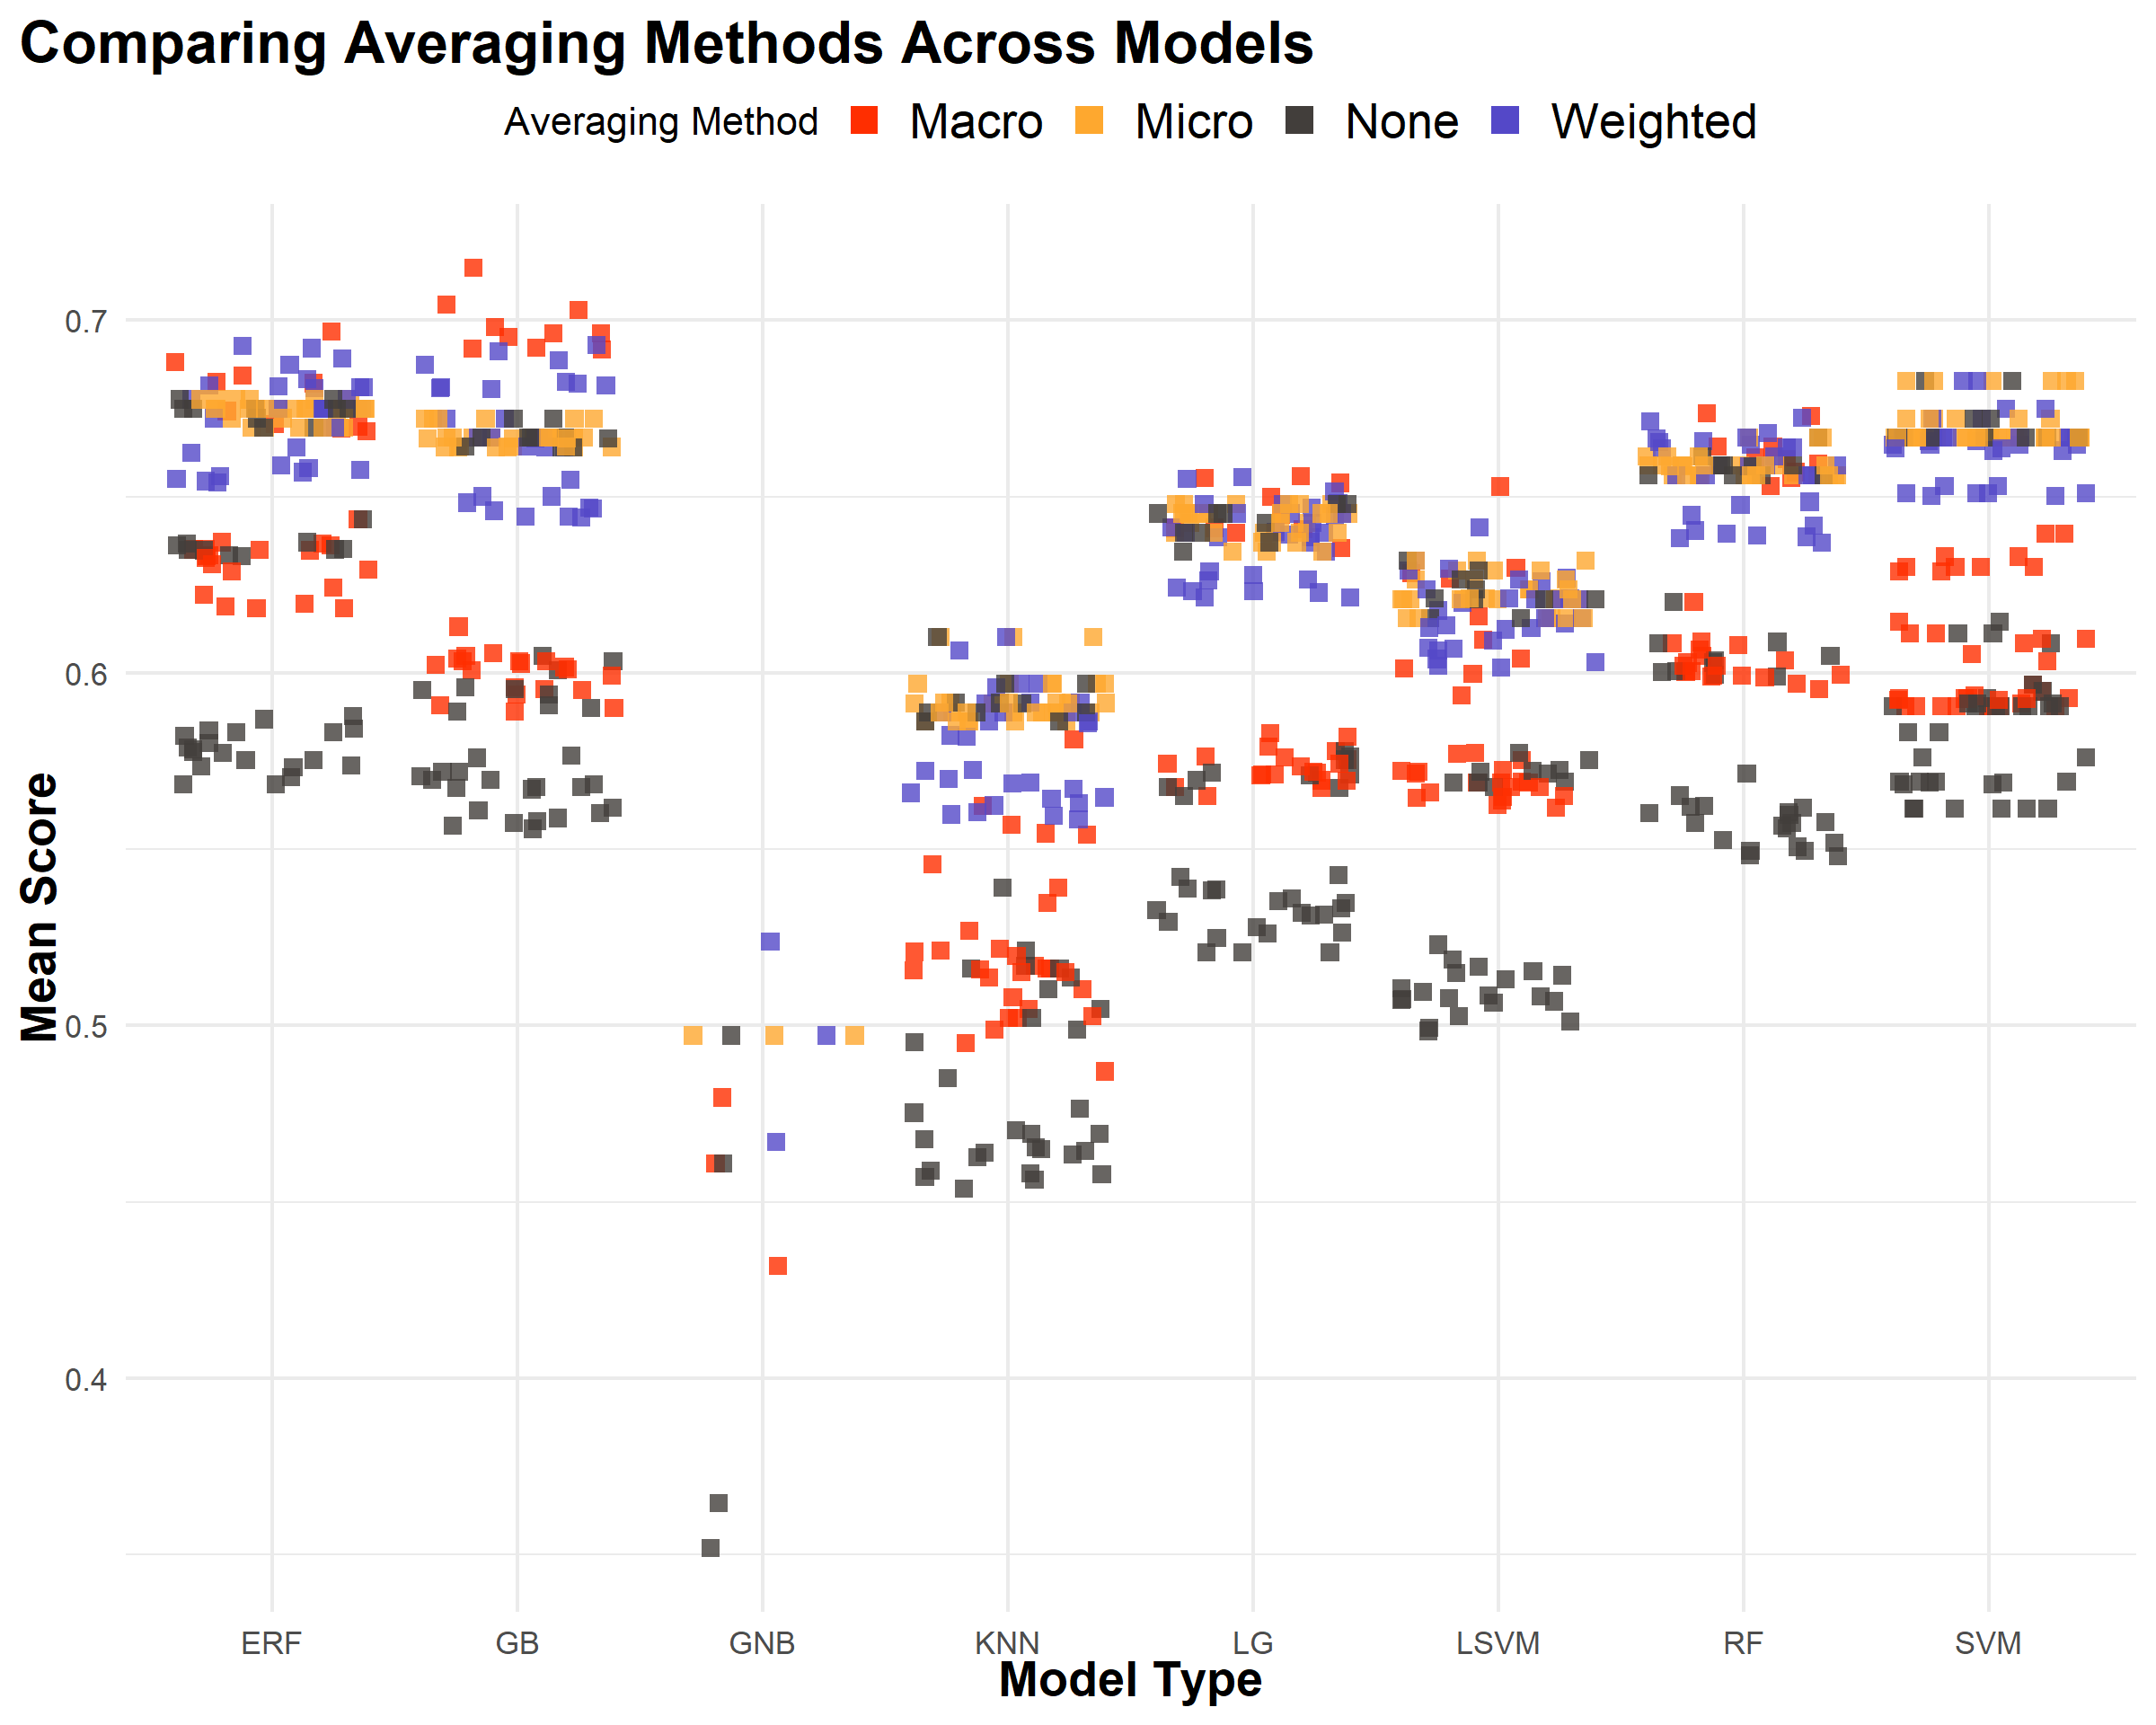 Comparing Averaging Methods Across Models
Averaging Method Macro Micro None Weighted
Mean Score
0.7
0.6
0.5
0.4
ERF GB GNB KNN LG LSVM RF SVM
Model Type